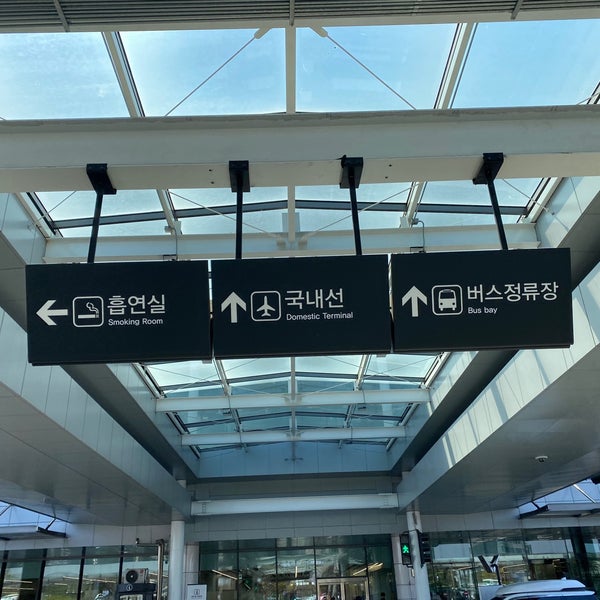 흡연실
Smoking Room
국내선
Domestic Terminal
버스정류장
Bus bay